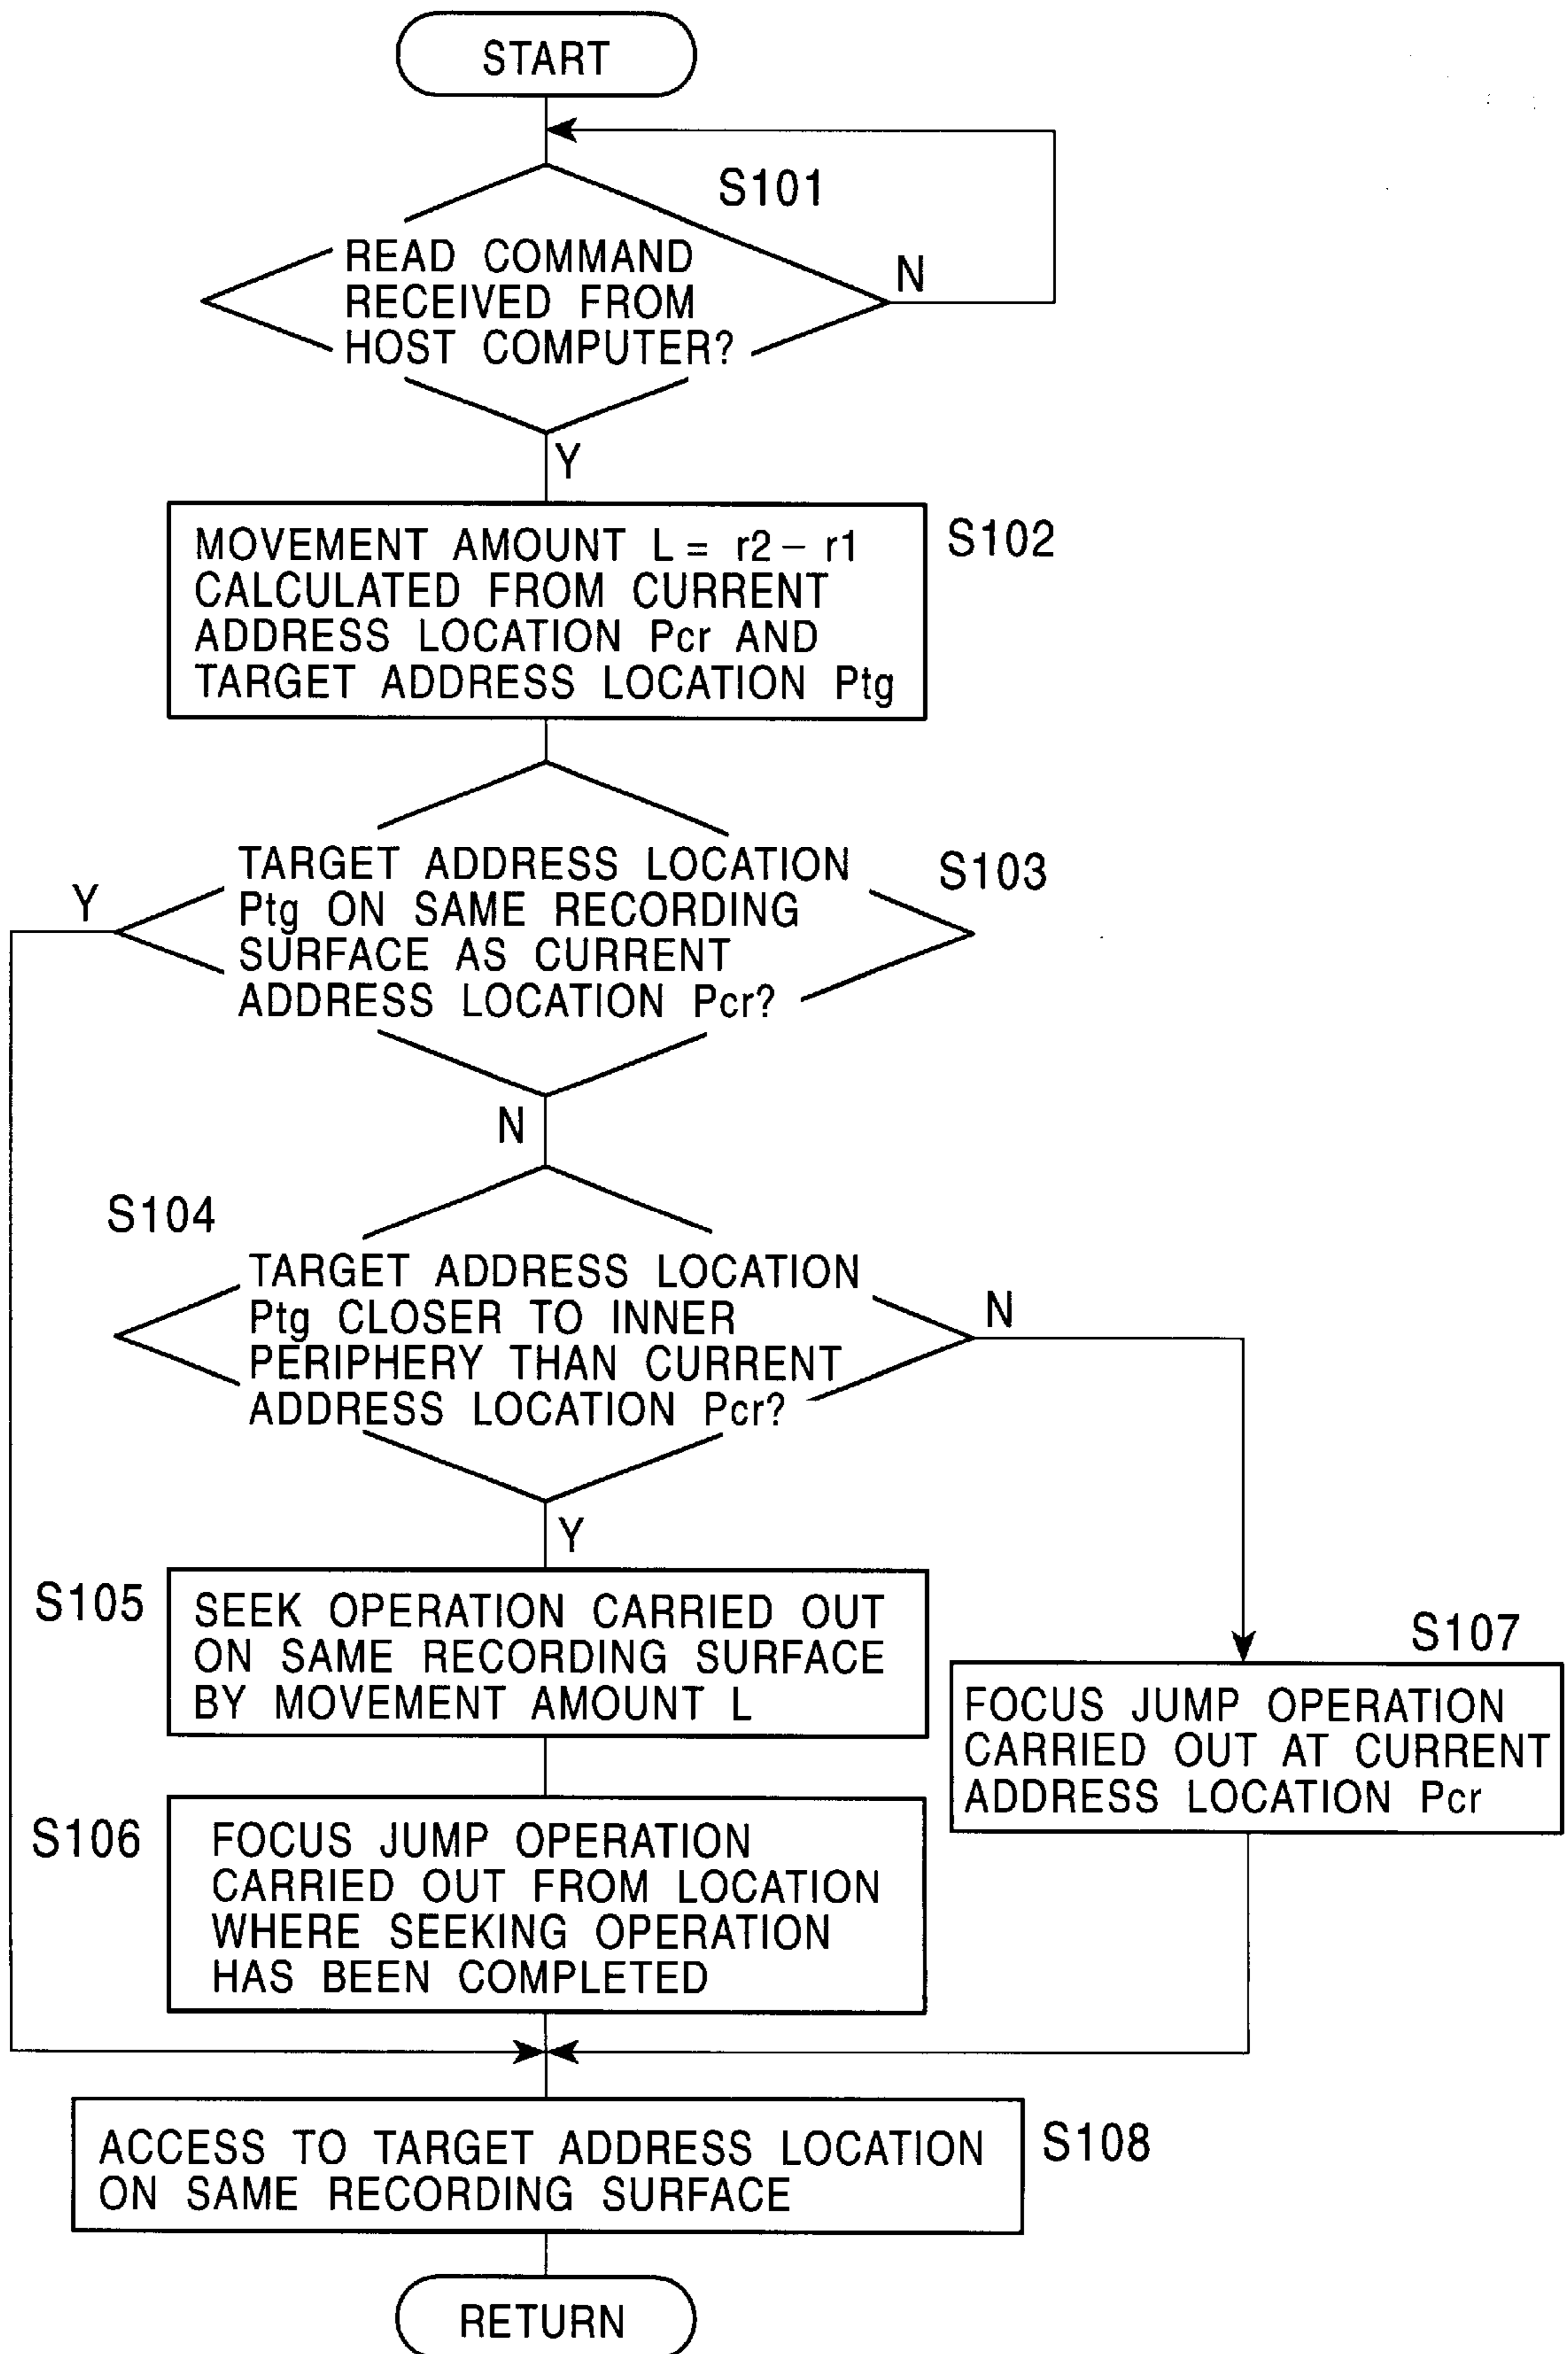 START
S101
READ COMMAND
RECEIVED FROM
HOST COMPUTER?
N
Y
MOVEMENT AMOUNT L = r2 – r1
CALCULATED FROM CURRENT
ADDRESS LOCATION Pcr AND
TARGET ADDRESS LOCATION Ptg
S102
TARGET ADDRESS LOCATION
Ptg ON SAME RECORDING
SURFACE AS CURRENT
ADDRESS LOCATION Pcr?
S103
Y
N
S104
TARGET ADDRESS LOCATION
Ptg CLOSER TO INNER
PERIPHERY THAN CURRENT
ADDRESS LOCATION Pcr?
N
Y
S105
SEEK OPERATION CARRIED OUT
ON SAME RECORDING SURFACE
BY MOVEMENT AMOUNT L
S107
FOCUS JUMP OPERATION
CARRIED OUT AT CURRENT
ADDRESS LOCATION Pcr
S106
FOCUS JUMP OPERATION
CARRIED OUT FROM LOCATION
WHERE SEEKING OPERATION
HAS BEEN COMPLETED
ACCESS TO TARGET ADDRESS LOCATION
ON SAME RECORDING SURFACE
S108
RETURN